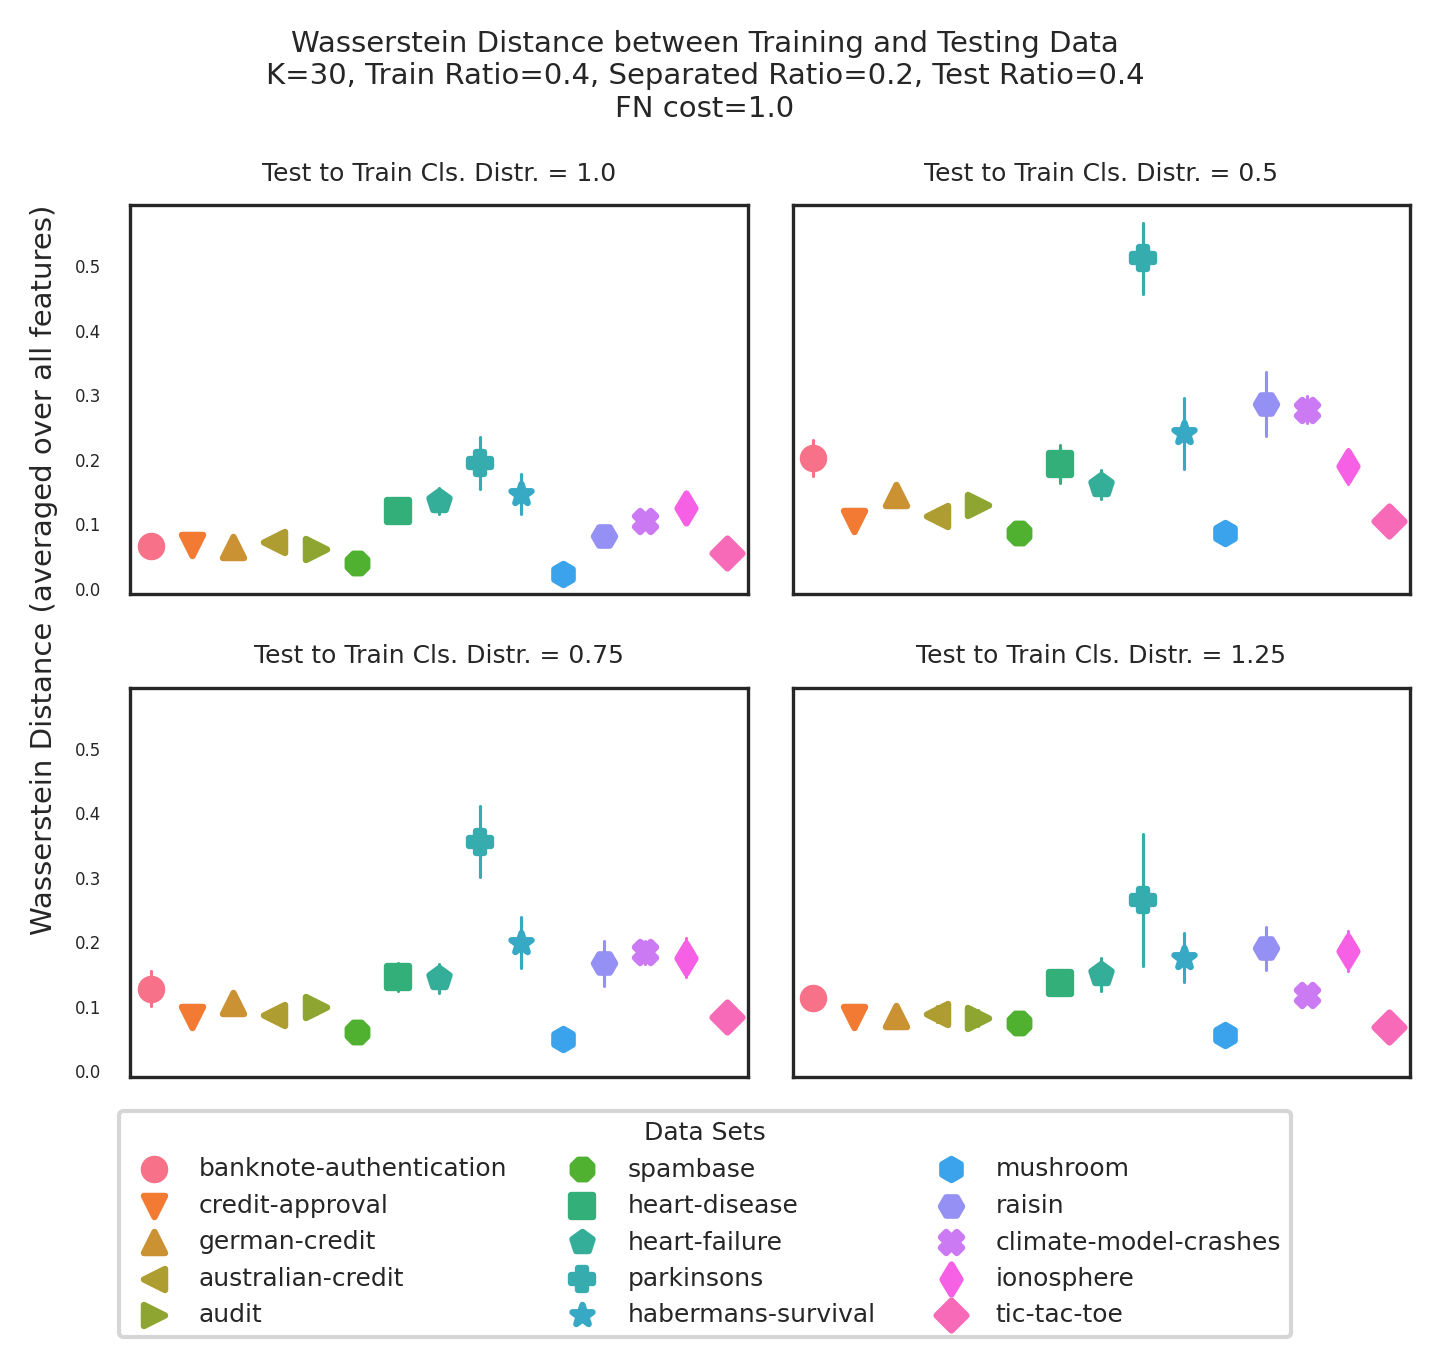 Wasserstein Distance between Training and Testing Data
K=30, Train Ratio=0.4, Separated Ratio=0.2, Test Ratio=0.4
FN cost=1.0
Wasserstein Distance (averaged over all features)
Test to Train Cls. Distr. = 1.0
0.5
0.4
0.3
0.2
0.1
0.0
Test to Train Cls. Distr. = 0.5
Test to Train Cls. Distr. = 0.75
0.5
0.4
0.3
0.2
0.1
0.0
Test to Train Cls. Distr. = 1.25
Data Sets
banknote-authentication
credit-approval
german-credit
australian-credit
audit
spambase
heart-disease
heart-failure
parkinsons
habermans-survival
mushroom
raisin
climate-model-crashes
ionosphere
tic-tac-toe